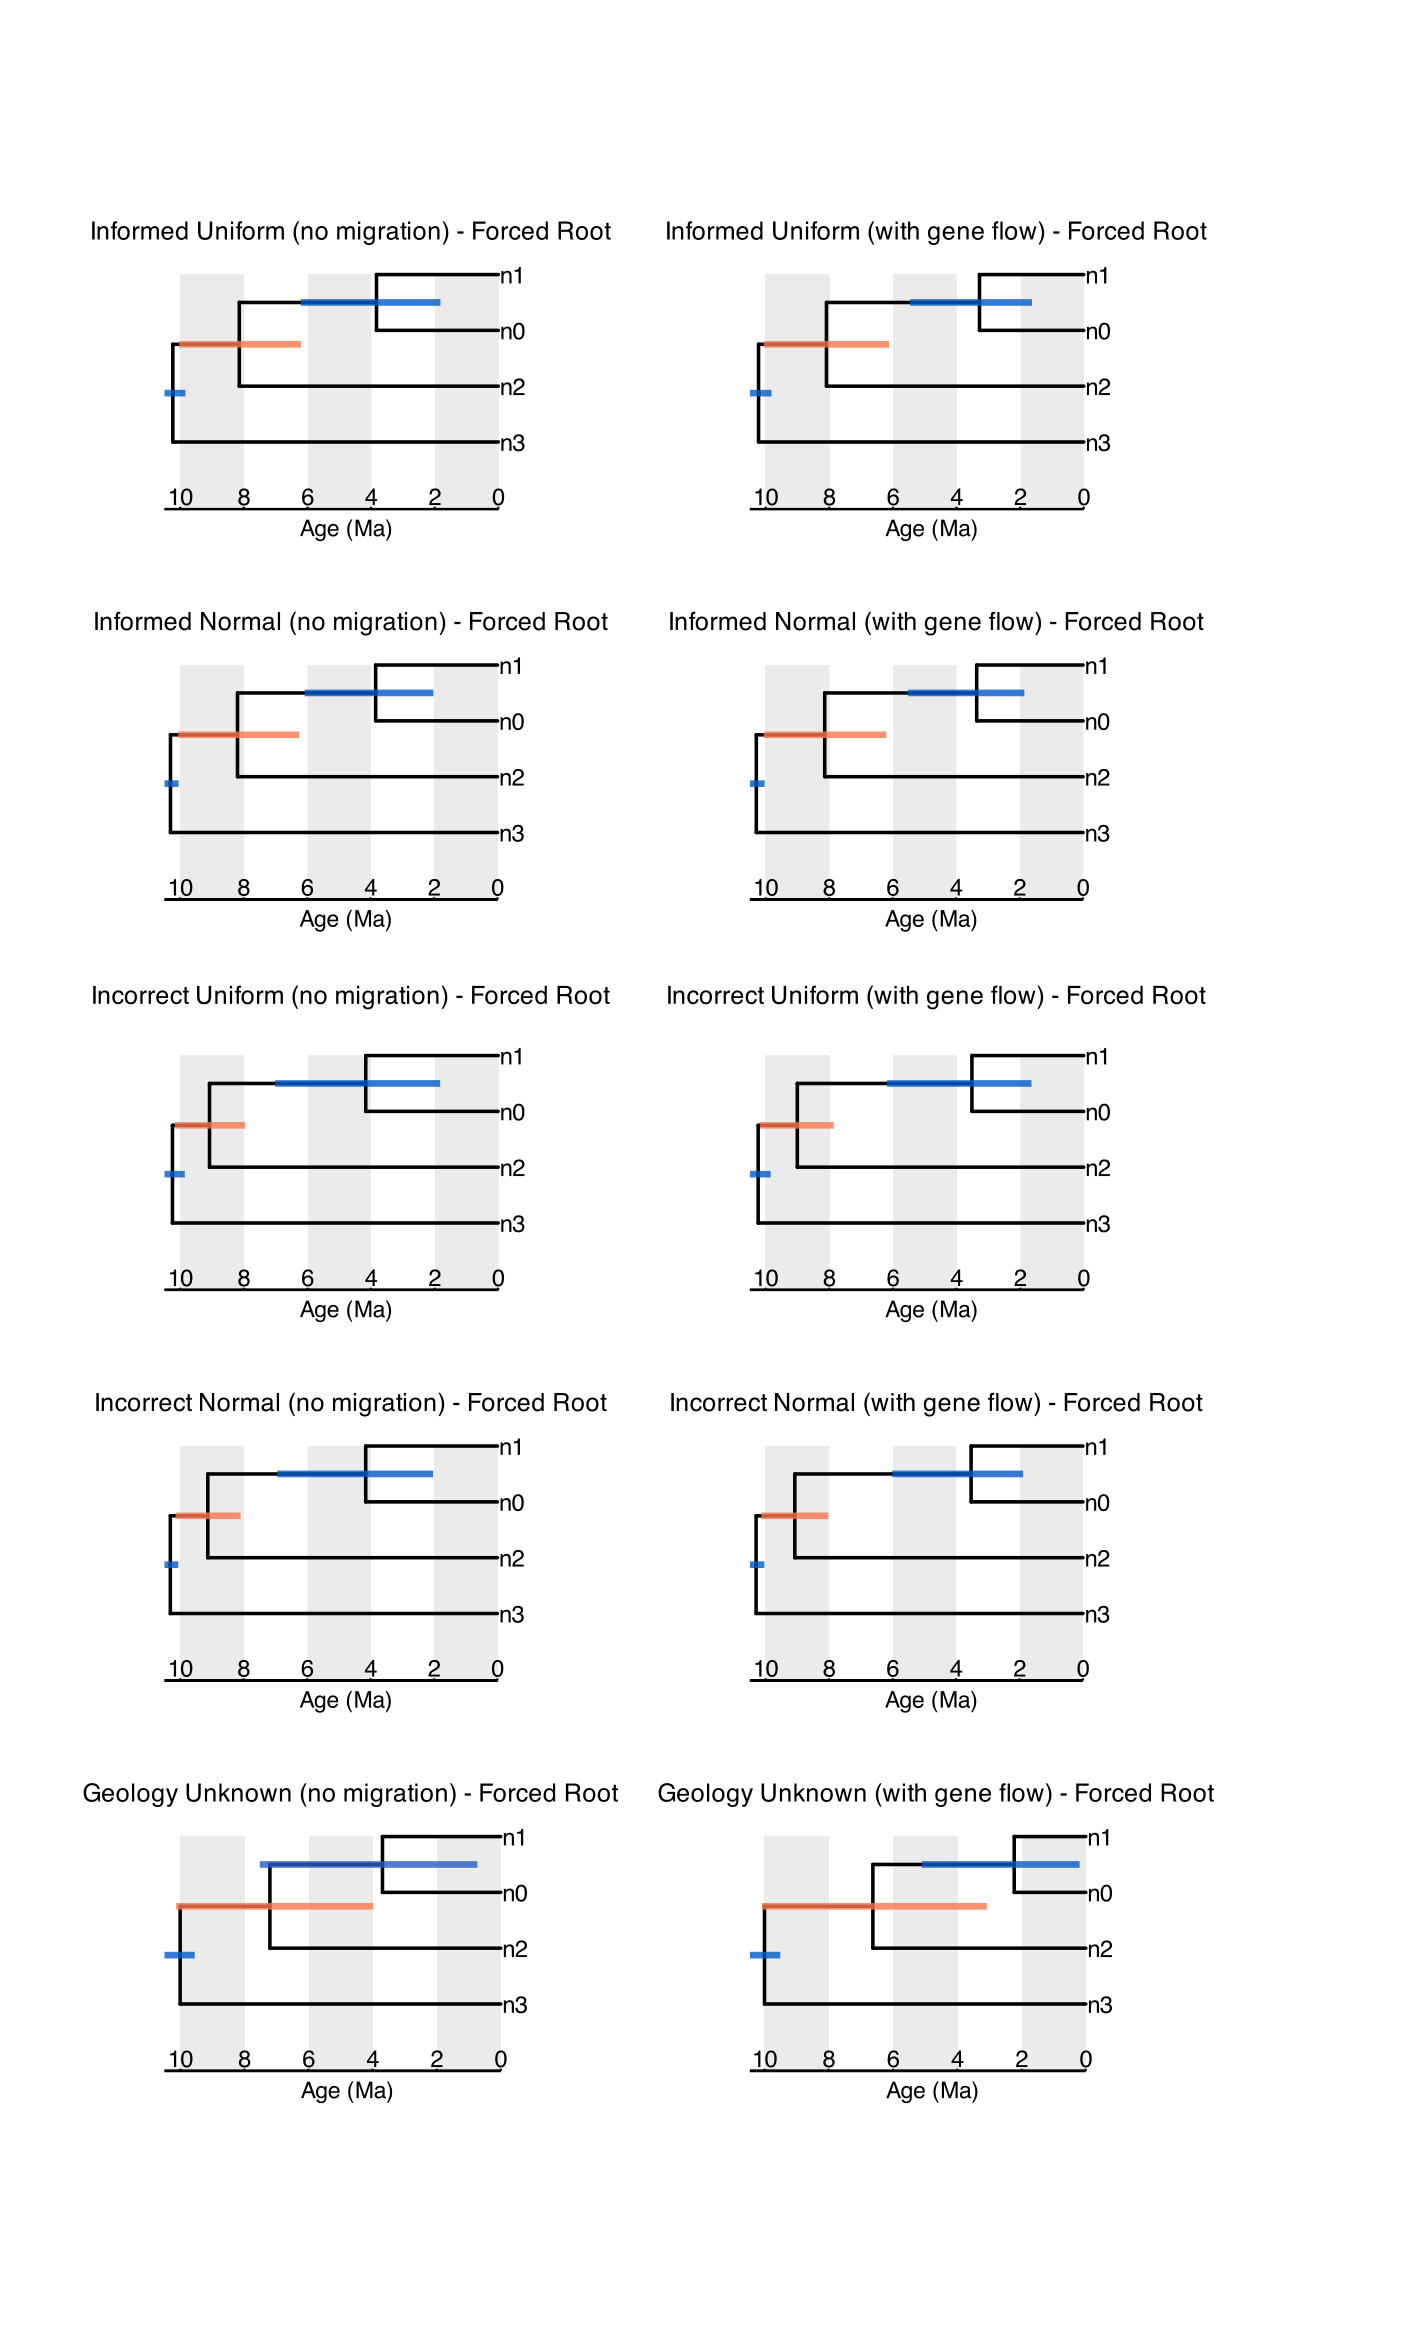 Informed Uniform (no migration) - Forced Root
n1
n0
n2
n3
10 8 6 4 2 0
Age (Ma)
Informed Uniform (with gene flow) - Forced Root
n1
n0
n2
n3
10 8 6 4 2 0
Age (Ma)
Informed Normal (no migration) - Forced Root
n1
n0
n2
n3
10 8 6 4 2 0
Age (Ma)
Informed Normal (with gene flow) - Forced Root
n1
n0
n2
n3
10 8 6 4 2 0
Age (Ma)
Incorrect Uniform (no migration) - Forced Root
n1
n0
n2
n3
10 8 6 4 2 0
Age (Ma)
Incorrect Uniform (with gene flow) - Forced Root
n1
n0
n2
n3
10 8 6 4 2 0
Age (Ma)
Incorrect Normal (no migration) - Forced Root
n1
n0
n2
n3
10 8 6 4 2 0
Age (Ma)
Incorrect Normal (with gene flow) - Forced Root
n1
n0
n2
n3
10 8 6 4 2 0
Age (Ma)
Geology Unknown (no migration) - Forced Root
n1
n0
n2
n3
10 8 6 4 2 0
Age (Ma)
Geology Unknown (with gene flow) - Forced Root
n1
n0
n2
n3
10 8 6 4 2 0
Age (Ma)